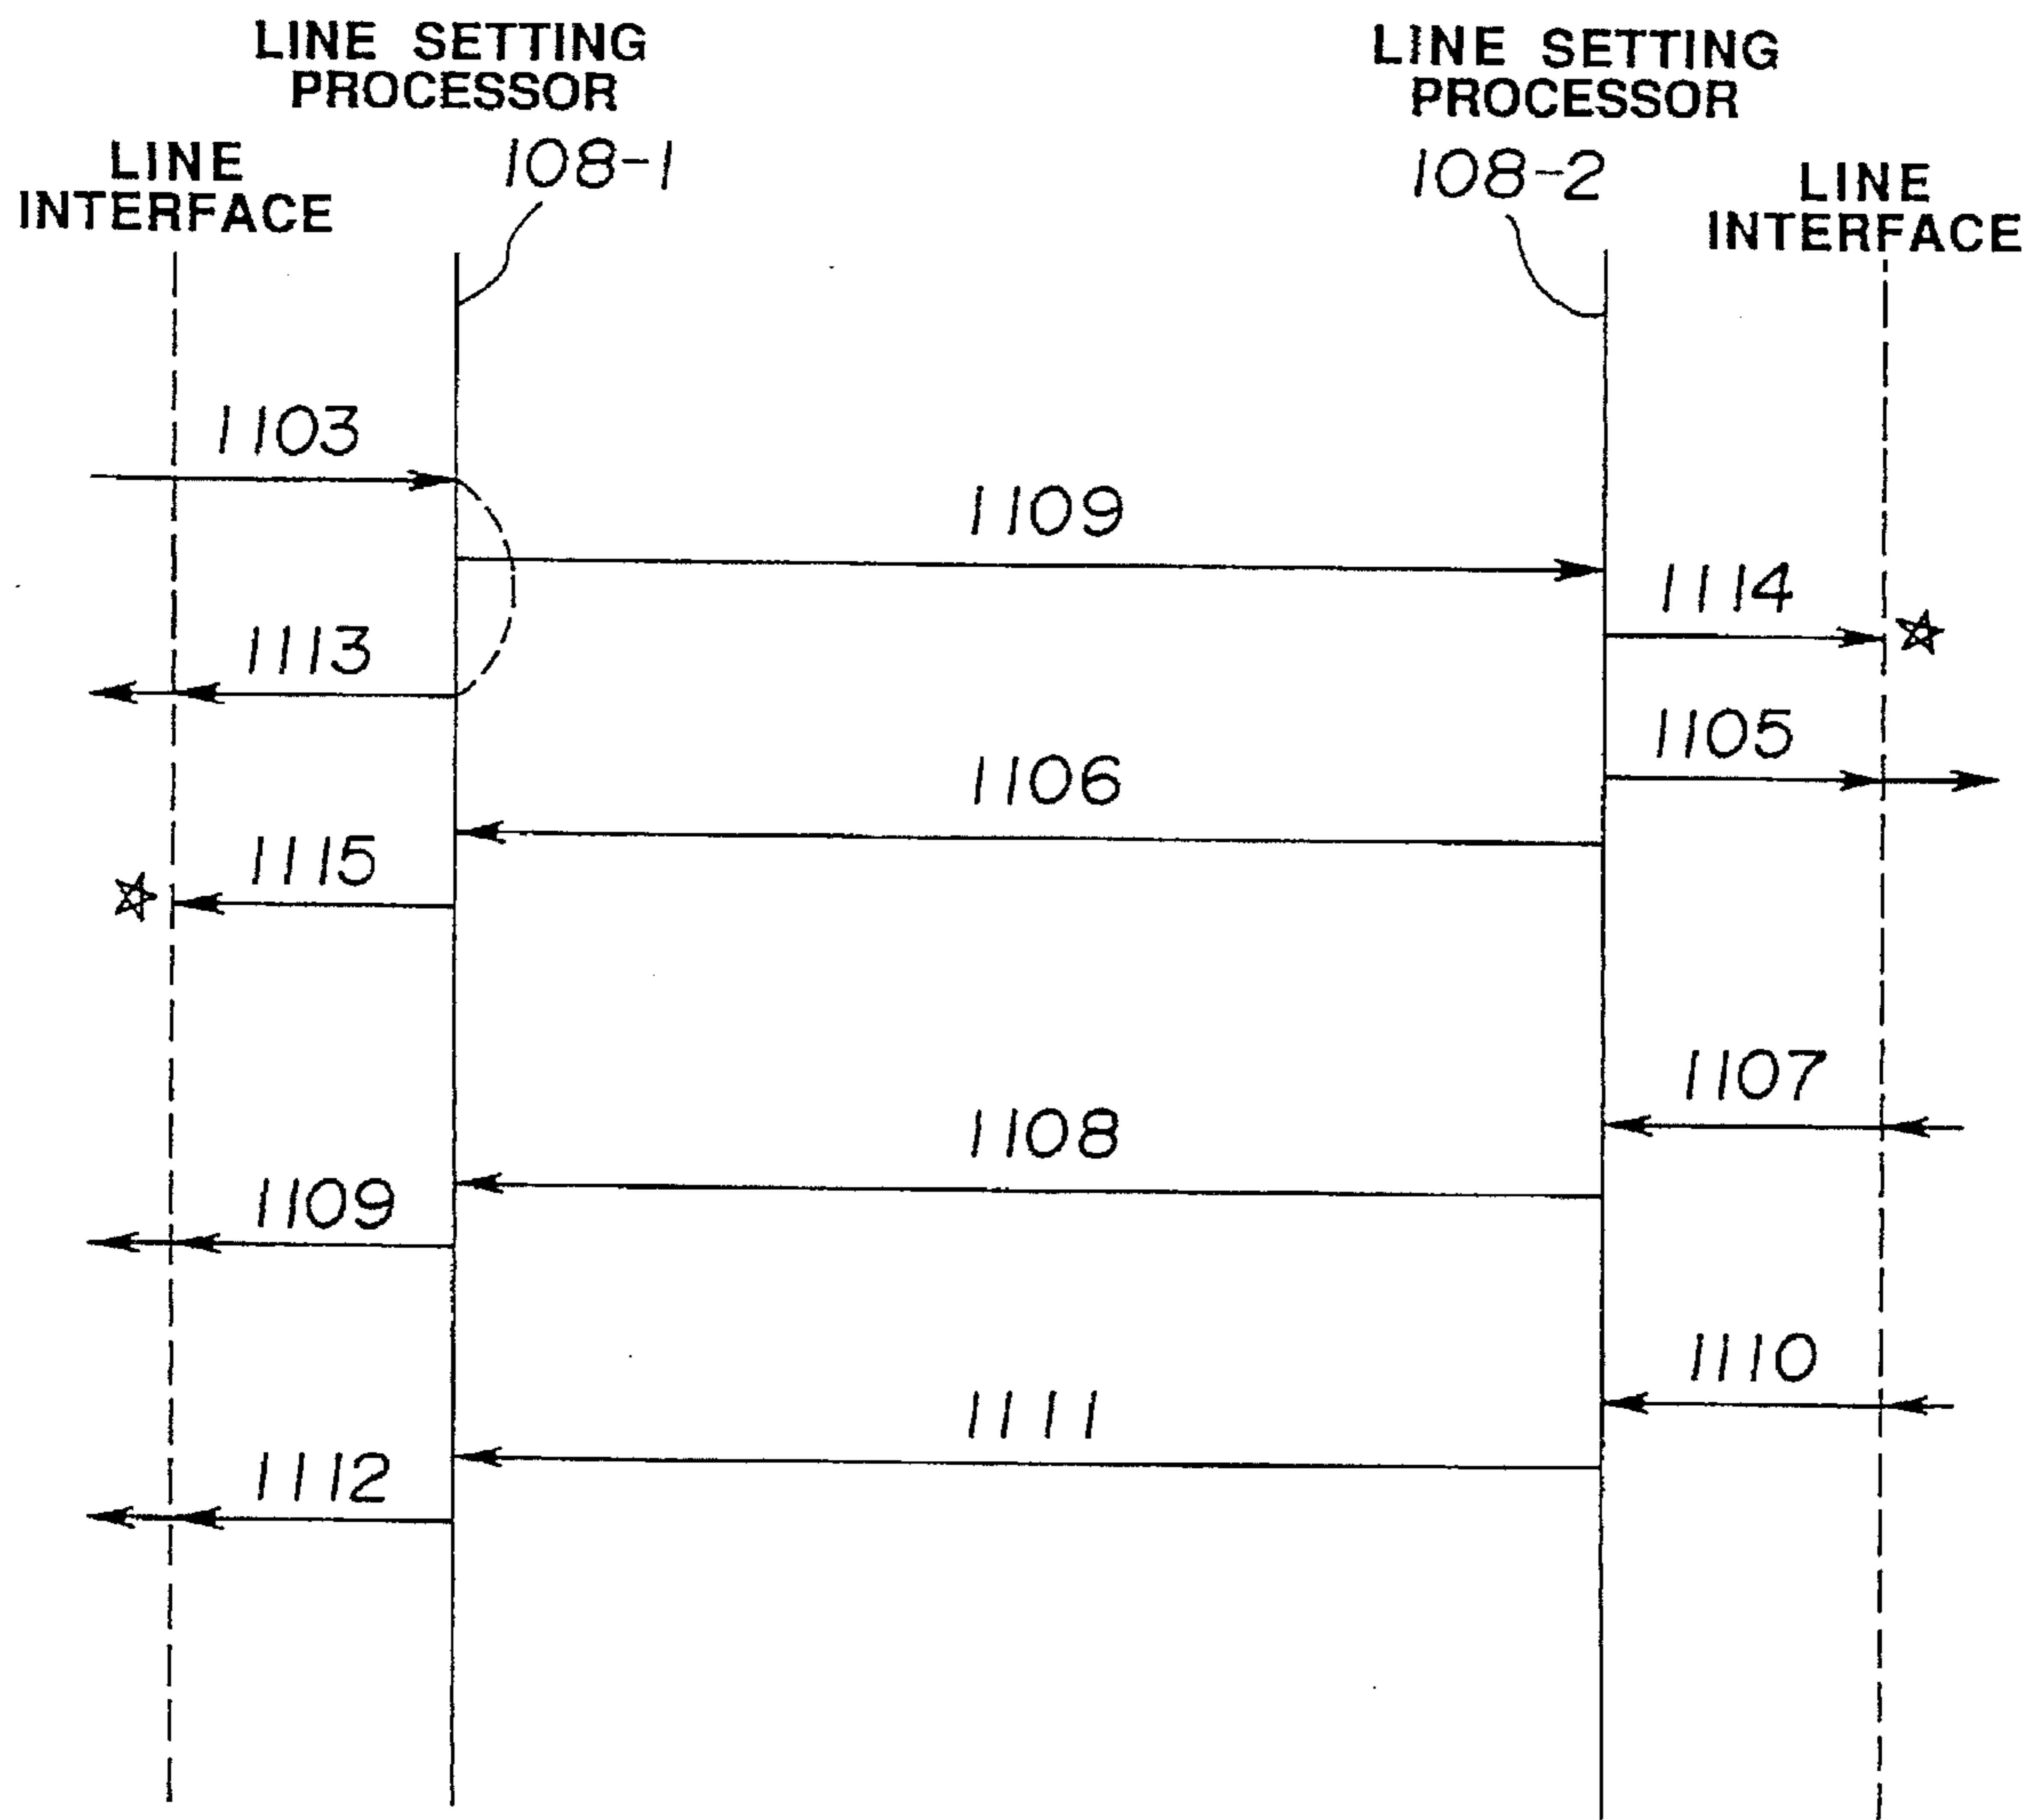 LINE SETTING
PROCESSOR
108-1
LINE SETTING
PROCESSOR
108-2
LINE
INTERFACE
LINE
INTERFACE
1103
1109
1114
1113
1105
1106
1115
1107
1108
1109
1110
1111
1112